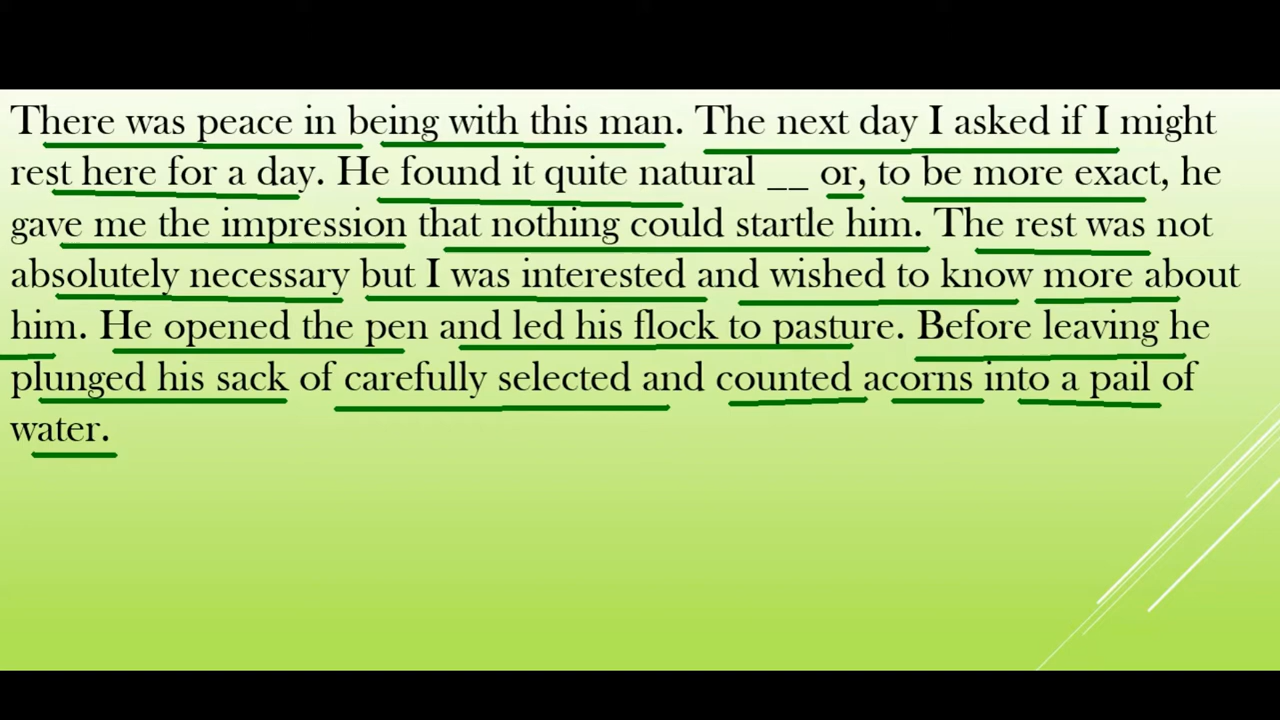 There was peace in being with this man. The next day I asked if I might
rest here for a day. He found it quite natural __ or, to be more exact, he
gave me the impression that nothing could startle him. The rest was not
absolutely necessary but I was interested and wished to know more about
him. He opened the pen and led his flock to pasture. Before leaving he
plunged his sack of carefully selected and counted acorns into a pail of
water.